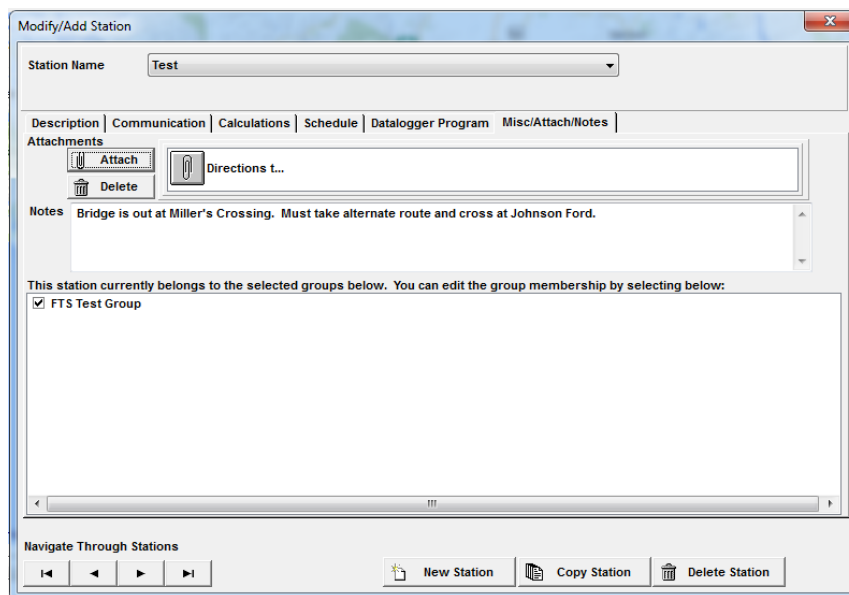 Modify/Add Station
Station Name Test
Description Communication Calculations Schedule Datalogger Program Misc/Attach/Notes
Attachments
Attach
Directions t...
Delete
Notes Bridge is out at Miller's Crossing.  Must take alternate route and cross at Johnson Ford.
This station currently belongs to the selected groups below.  You can edit the group membership by selecting below:
FTS Test Group
Navigate Through Stations
New Station Copy Station Delete Station